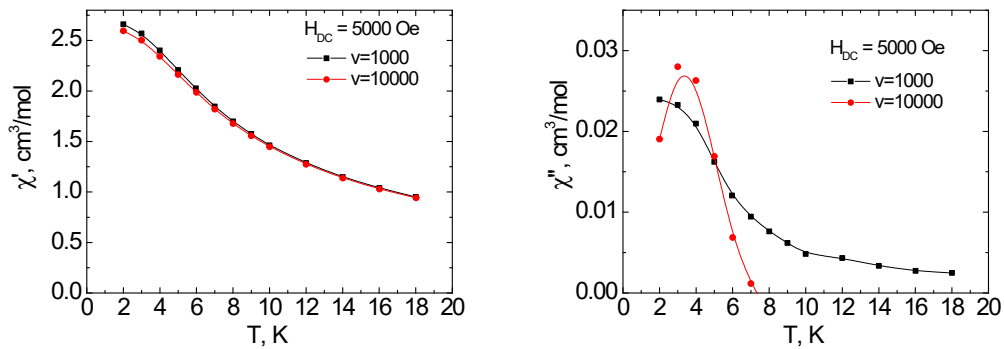 H_DC = 5000 Oe
v=1000
v=10000
χ', cm³/mol
2.5
2.0
1.5
1.0
0.5
0.0
0 2 4 6 8 10 12 14 16 18 20
T, K
H_DC = 5000 Oe
v=1000
v=10000
χ'', cm³/mol
0.03
0.02
0.01
0.00
0 2 4 6 8 10 12 14 16 18 20
T, K